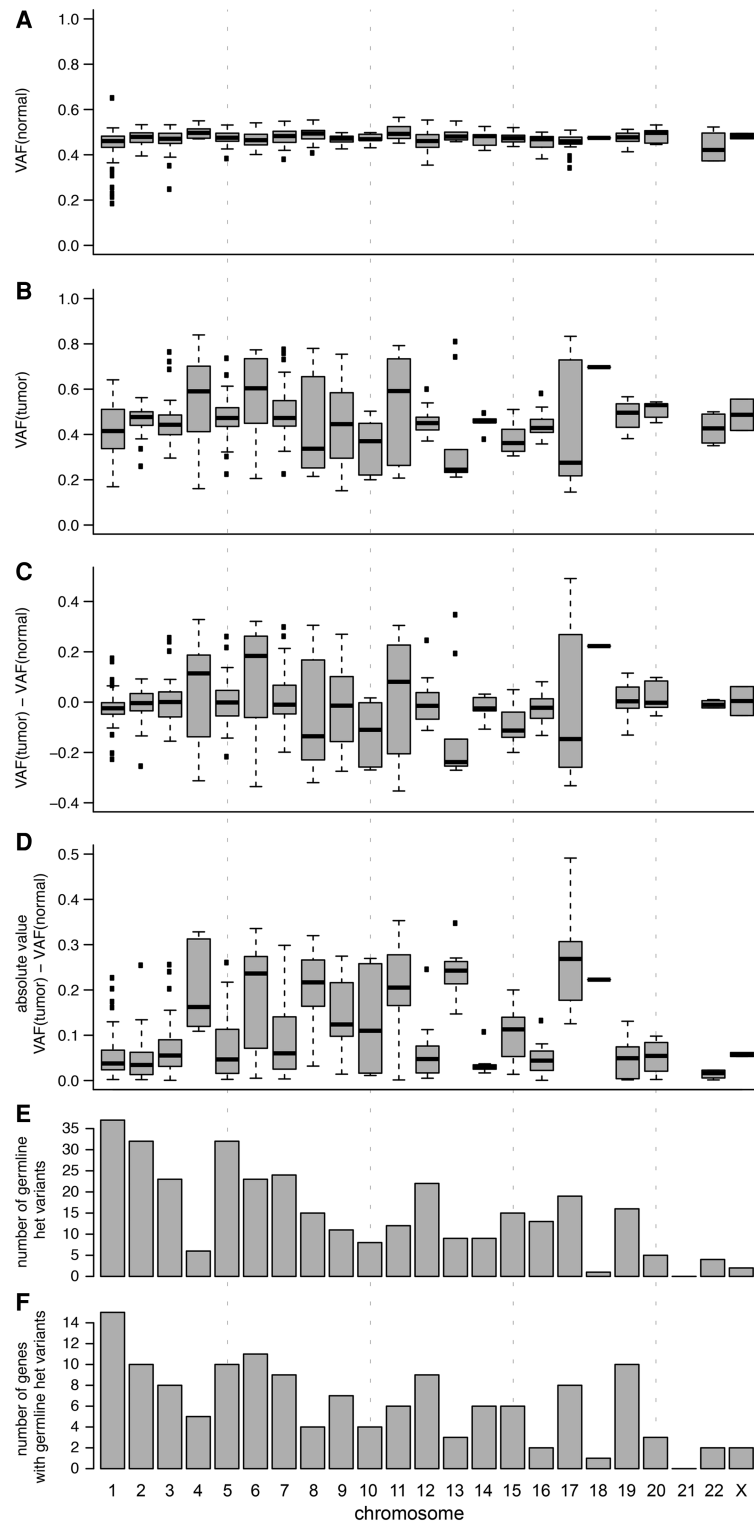 A
VAF(normal)
1.0
0.8
0.6
0.4
0.2
0.0
B
VAF(tumor)
1.0
0.8
0.6
0.4
0.2
0.0
C
VAF(tumor) − VAF(normal)
0.4
0.2
0.0
−0.2
−0.4
D
absolute value
VAF(tumor) − VAF(normal)
0.5
0.4
0.3
0.2
0.1
0.0
E
number of germline
het variants
35
30
25
20
15
10
5
0
F
number of genes
with germline het variants
14
12
10
8
6
4
2
0
1 2 3 4 5 6 7 8 9 10 11 12 13 14 15 16 17 18 19 20 21 22 X
chromosome